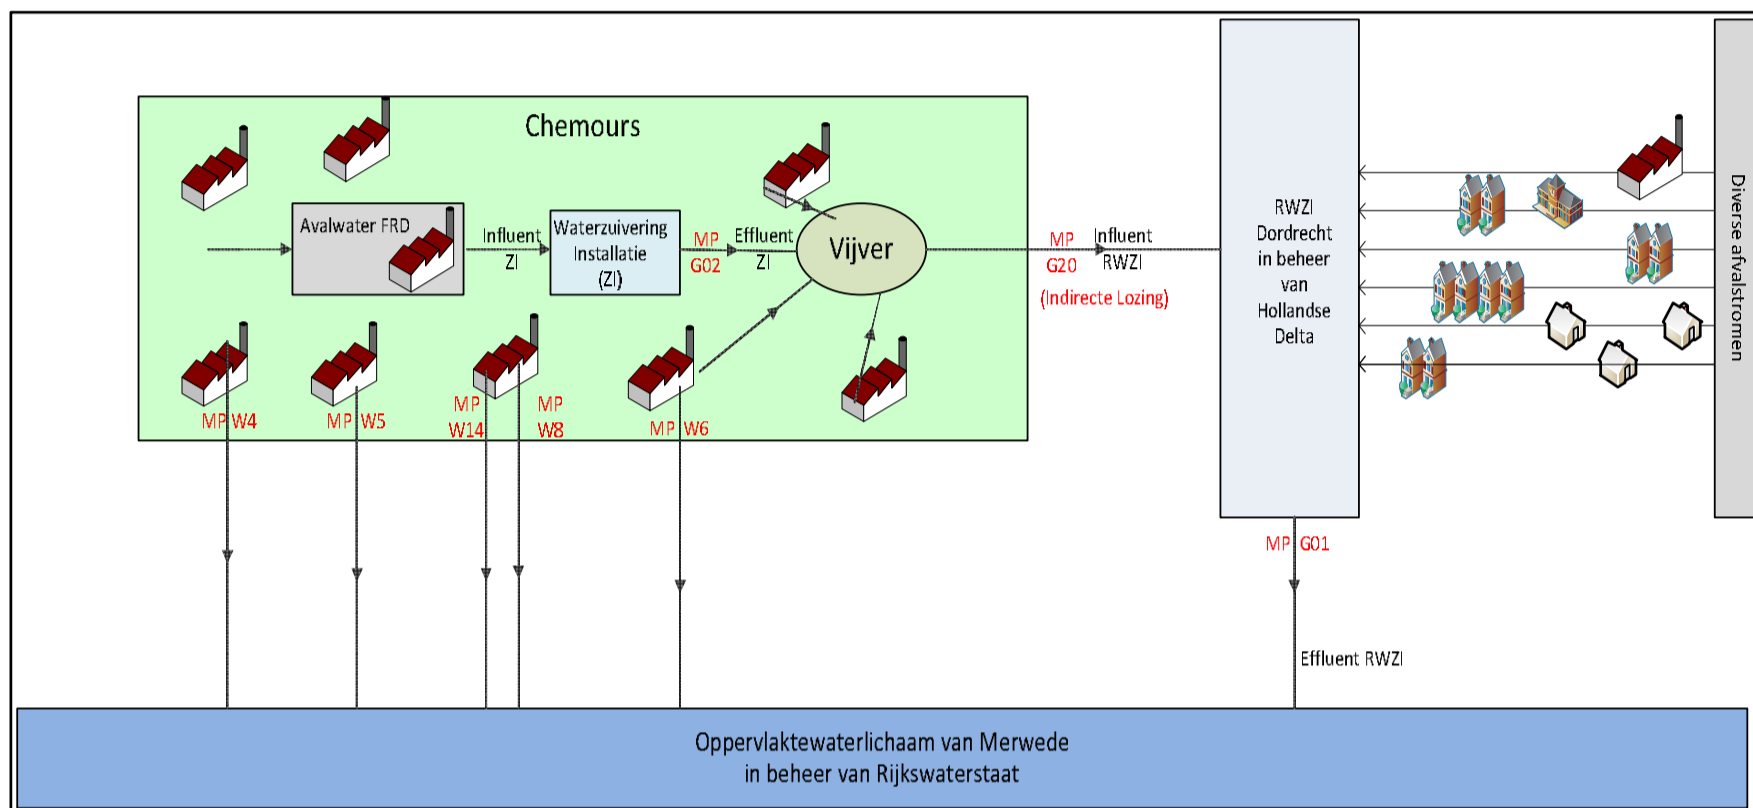 Chemours
Avalwater FRD
Influent
ZI
Waterzuivering
Installatie
(ZI)
MP
G02
Effluent
ZI
Vijver
MP
G20
(Indirecte Lozing)
Influent
RWZI
RWZI
Dordrecht
in beheer
van
Hollandse
Delta
Diverse afvalstromen
MP W4
MP W5
MP
W14
MP
W8
MP W6
MP G01
Effluent RWZI
Oppervlaktewaterlichaam van Merwede
in beheer van Rijkswaterstaat